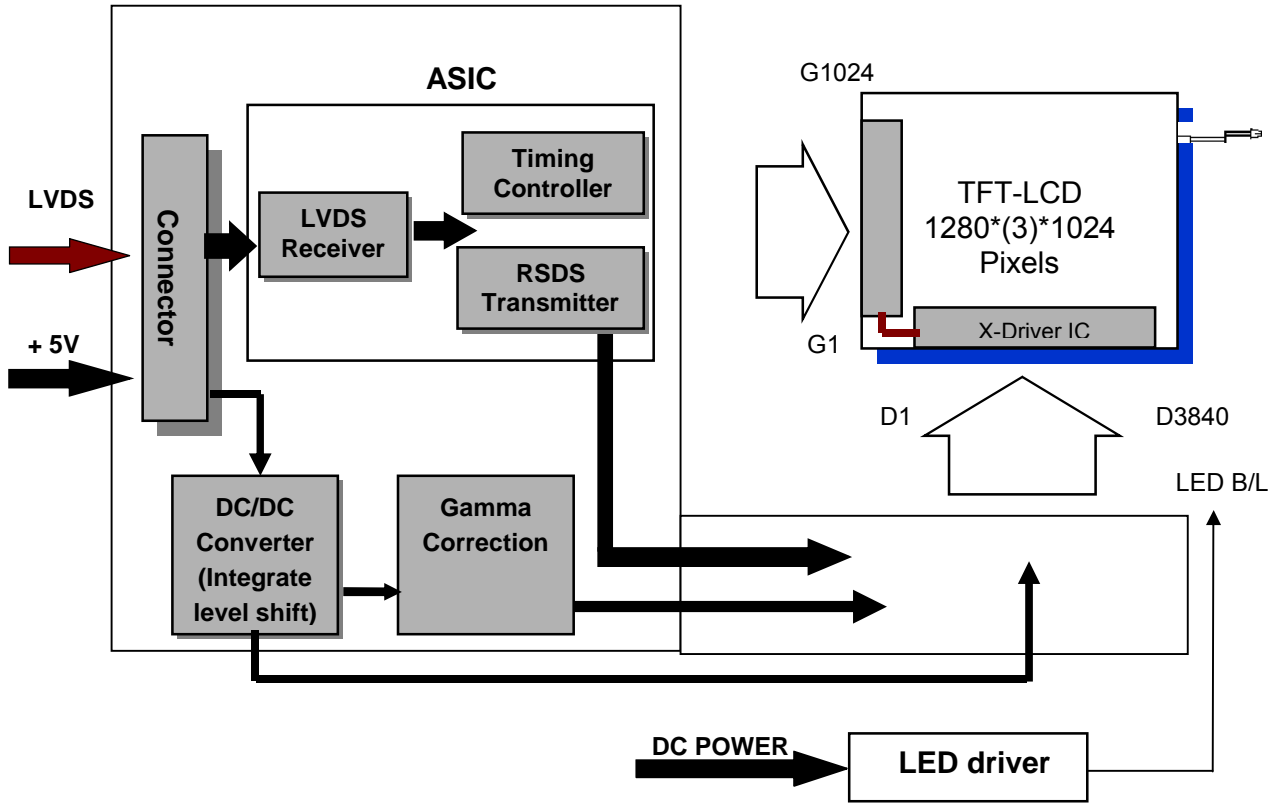 ASIC
G1024
LVDS
Connector
LVDS
Receiver
Timing
Controller
RSDS
Transmitter
TFT-LCD
1280*(3)*1024
Pixels
+ 5V
G1
X-Driver IC
D1
D3840
LED B/L
DC/DC
Converter
(Integrate
level shift)
Gamma
Correction
DC POWER
LED driver